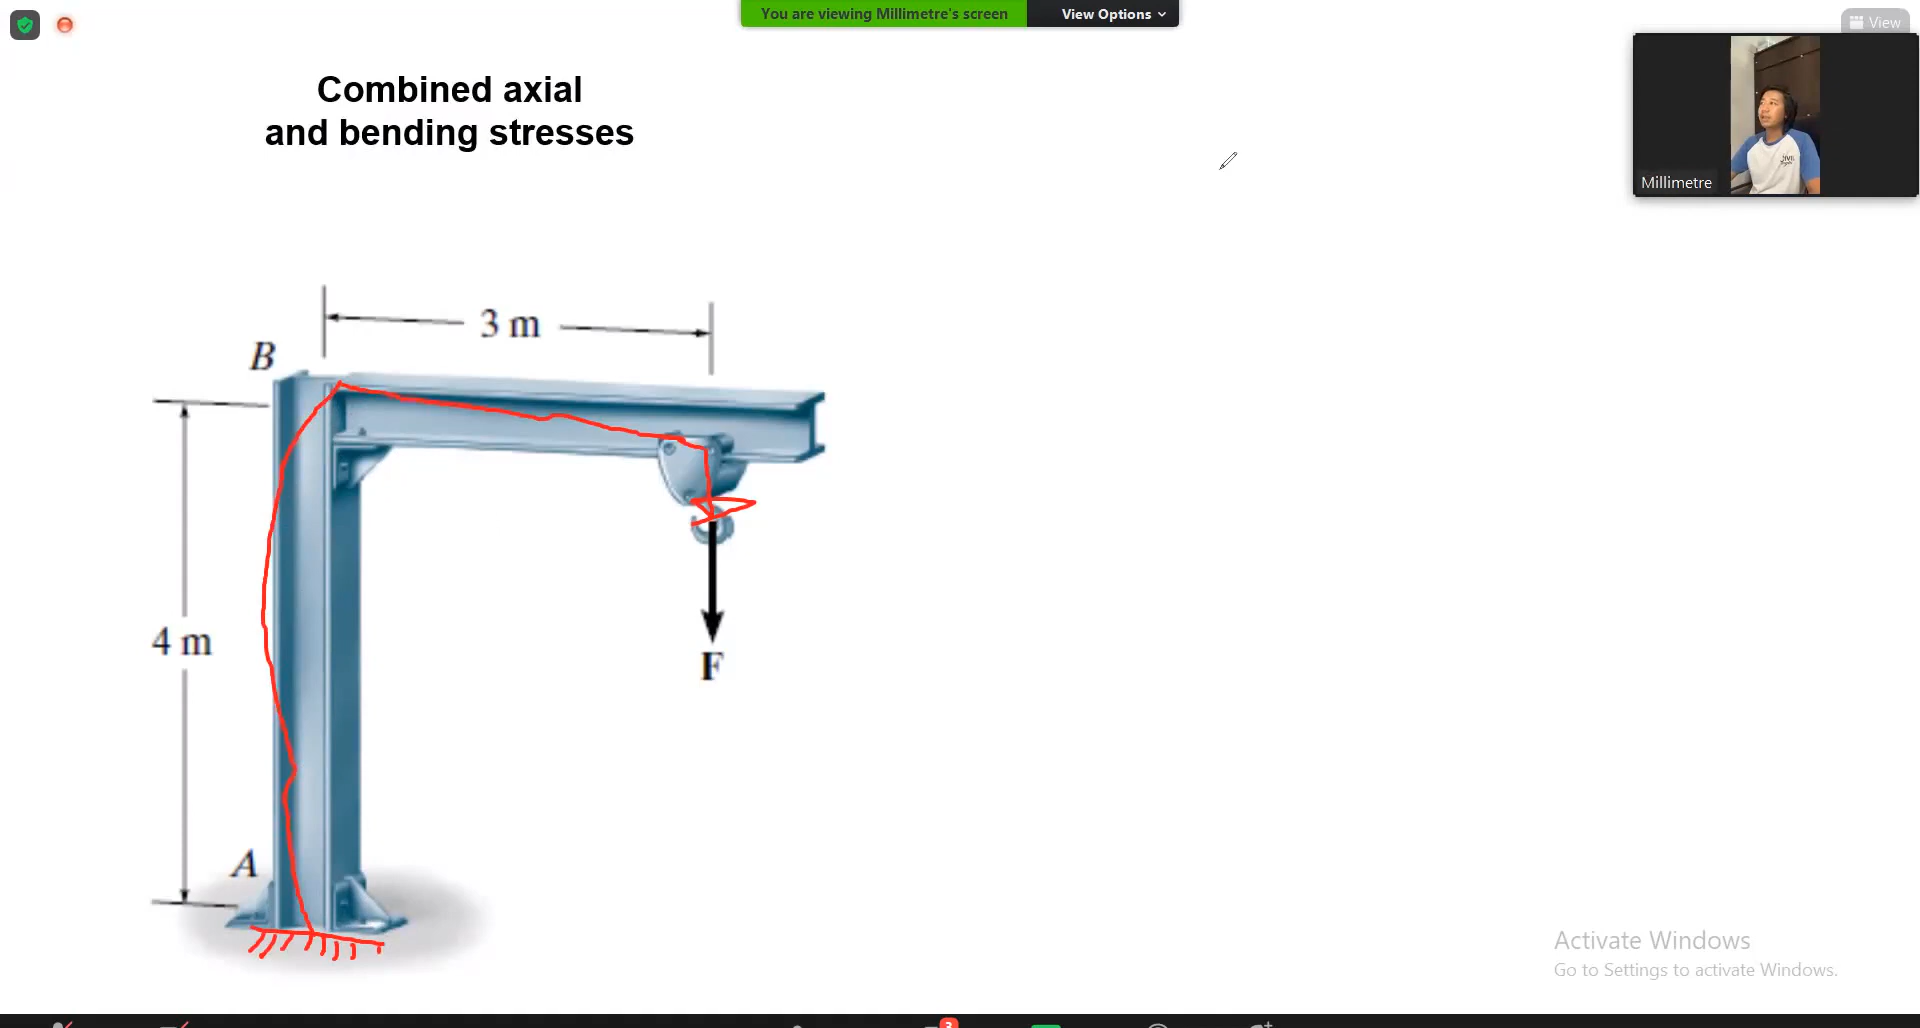 You are viewing Millimetre's screen
View Options
View
Combined axial
and bending stresses
Millimetre
3 m
B
4 m
F
A
Activate Windows
Go to Settings to activate Windows.
3